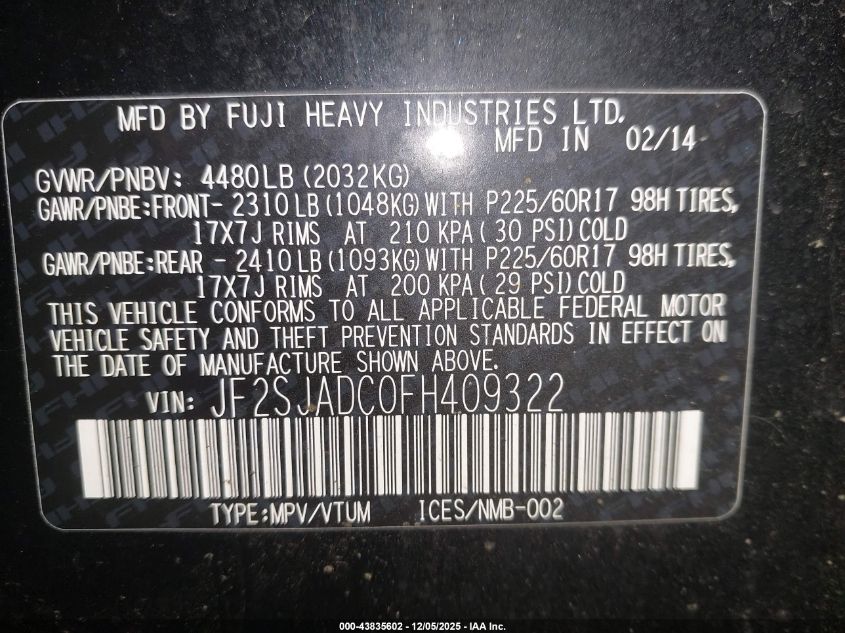 MFD BY FUJI HEAVY INDUSTRIES LTD.
MFD IN 02/14
GVWR/PNBV: 4480LB (2032KG)
GAWR/PNBE:FRONT- 2310LB (1048KG) WITH P225/60R17 98H TIRES,
17X7J RIMS AT 210 KPA ( 30 PSI) COLD
GAWR/PNBE:REAR - 2410LB (1093KG) WITH P225/60R17 98H TIRES,
17X7J RIMS AT 200 KPA ( 29 PSI) COLD
THIS VEHICLE CONFORMS TO ALL APPLICABLE FEDERAL MOTOR
VEHICLE SAFETY AND THEFT PREVENTION STANDARDS IN EFFECT ON
THE DATE OF MANUFACTURE SHOWN ABOVE.
VIN: JF2SJADC0FH409322
TYPE:MPV/VTUM ICES/NMB-002
000-43835602 - 12/05/2025 - IAA Inc.